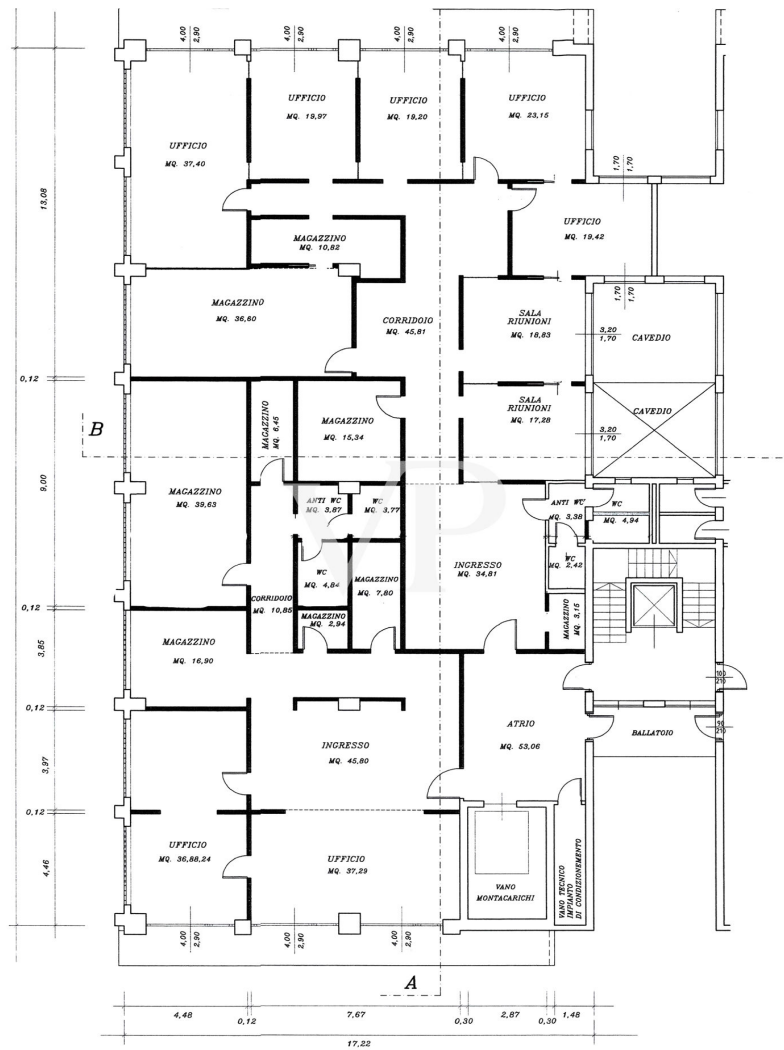 4,00
2,90
4,00
2,90
4,00
2,90
4,00
2,90
UFFICIO
MQ. 37,40
UFFICIO
MQ. 19,97
UFFICIO
MQ. 19,20
UFFICIO
MQ. 23,15
1,70
1,70
13,08
UFFICIO
MQ. 19,42
MAGAZZINO
MQ. 10,82
1,70
1,70
MAGAZZINO
MQ. 36,80
CORRIDOIO
MQ. 45,81
SALA
RIUNIONI
MQ. 18,83
3,20
1,70
CAVEDIO
0,12
B
MAGAZZINO
MQ. 6,45
MAGAZZINO
MQ. 15,34
SALA
RIUNIONI
MQ. 17,28
3,20
1,70
CAVEDIO
9,00
MAGAZZINO
MQ. 39,63
ANTI WC
MQ. 3,87
WC
MQ. 3,77
ANTI WC
MQ. 3,38
WC
MQ. 4,94
VP
INGRESSO
MQ. 34,81
WC
MQ. 2,42
WC
MQ. 4,84
MAGAZZINO
MQ. 7,80
CORRIDOIO
MQ. 10,85
0,12
MAGAZZINO
MQ. 2,94
MAGAZZINO
MQ. 3,15
MAGAZZINO
MQ. 16,90
3,85
100
210
0,12
INGRESSO
MQ. 45,80
ATRIO
MQ. 53,06
BALLATOIO
90
210
3,97
0,12
UFFICIO
MQ. 36,88,24
UFFICIO
MQ. 37,29
4,46
VANO
MONTACARICHI
VANO TECNICO
IMPIANTO
DI CONDIZIONEMENTO
4,00
2,90
4,00
2,90
4,00
2,90
A
4,48
0,12
7,67
0,30
2,87
0,30
1,48
17,22